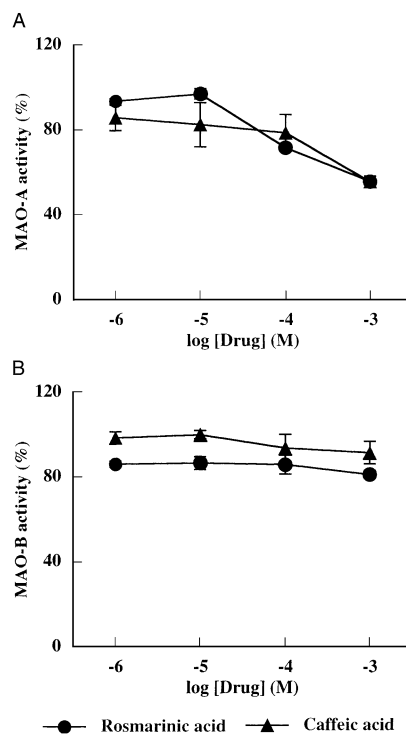 A
MAO-A activity (%)
120
80
40
0
-6 -5 -4 -3
log [Drug] (M)
B
MAO-B activity (%)
120
80
40
0
-6 -5 -4 -3
log [Drug] (M)
Rosmarinic acid Caffeic acid